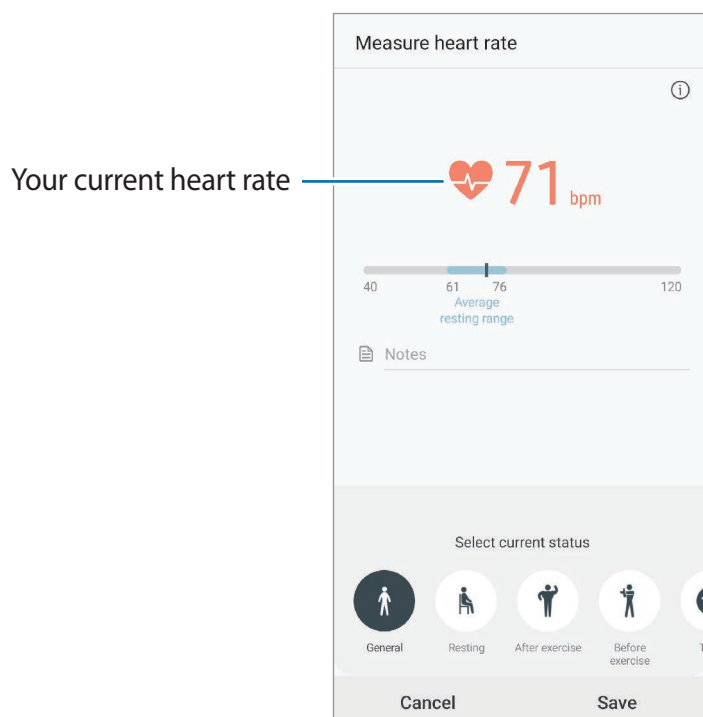 Measure heart rate
Your current heart rate
71 bpm
40 61 76 120
Average
resting range
Notes
Select current status
General Resting After exercise Before
exercise
Cancel Save